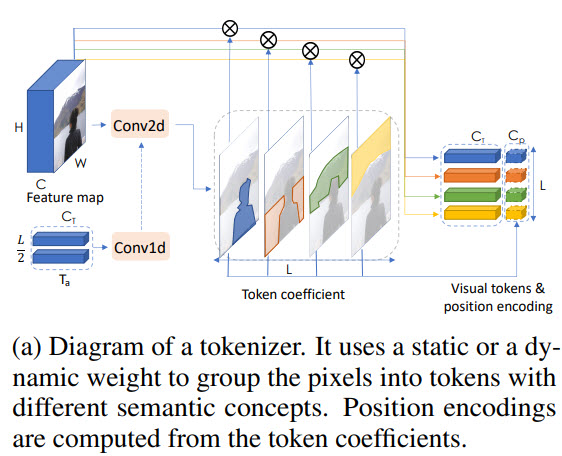 H
W
C
Feature map
Conv2d
C_T
L/2
T_a
Conv1d
L
Token coefficient
C_T
C_p
L
Visual tokens &
position encoding
(a) Diagram of a tokenizer. It uses a static or a dy-
namic weight to group the pixels into tokens with
different semantic concepts. Position encodings
are computed from the token coefficients.